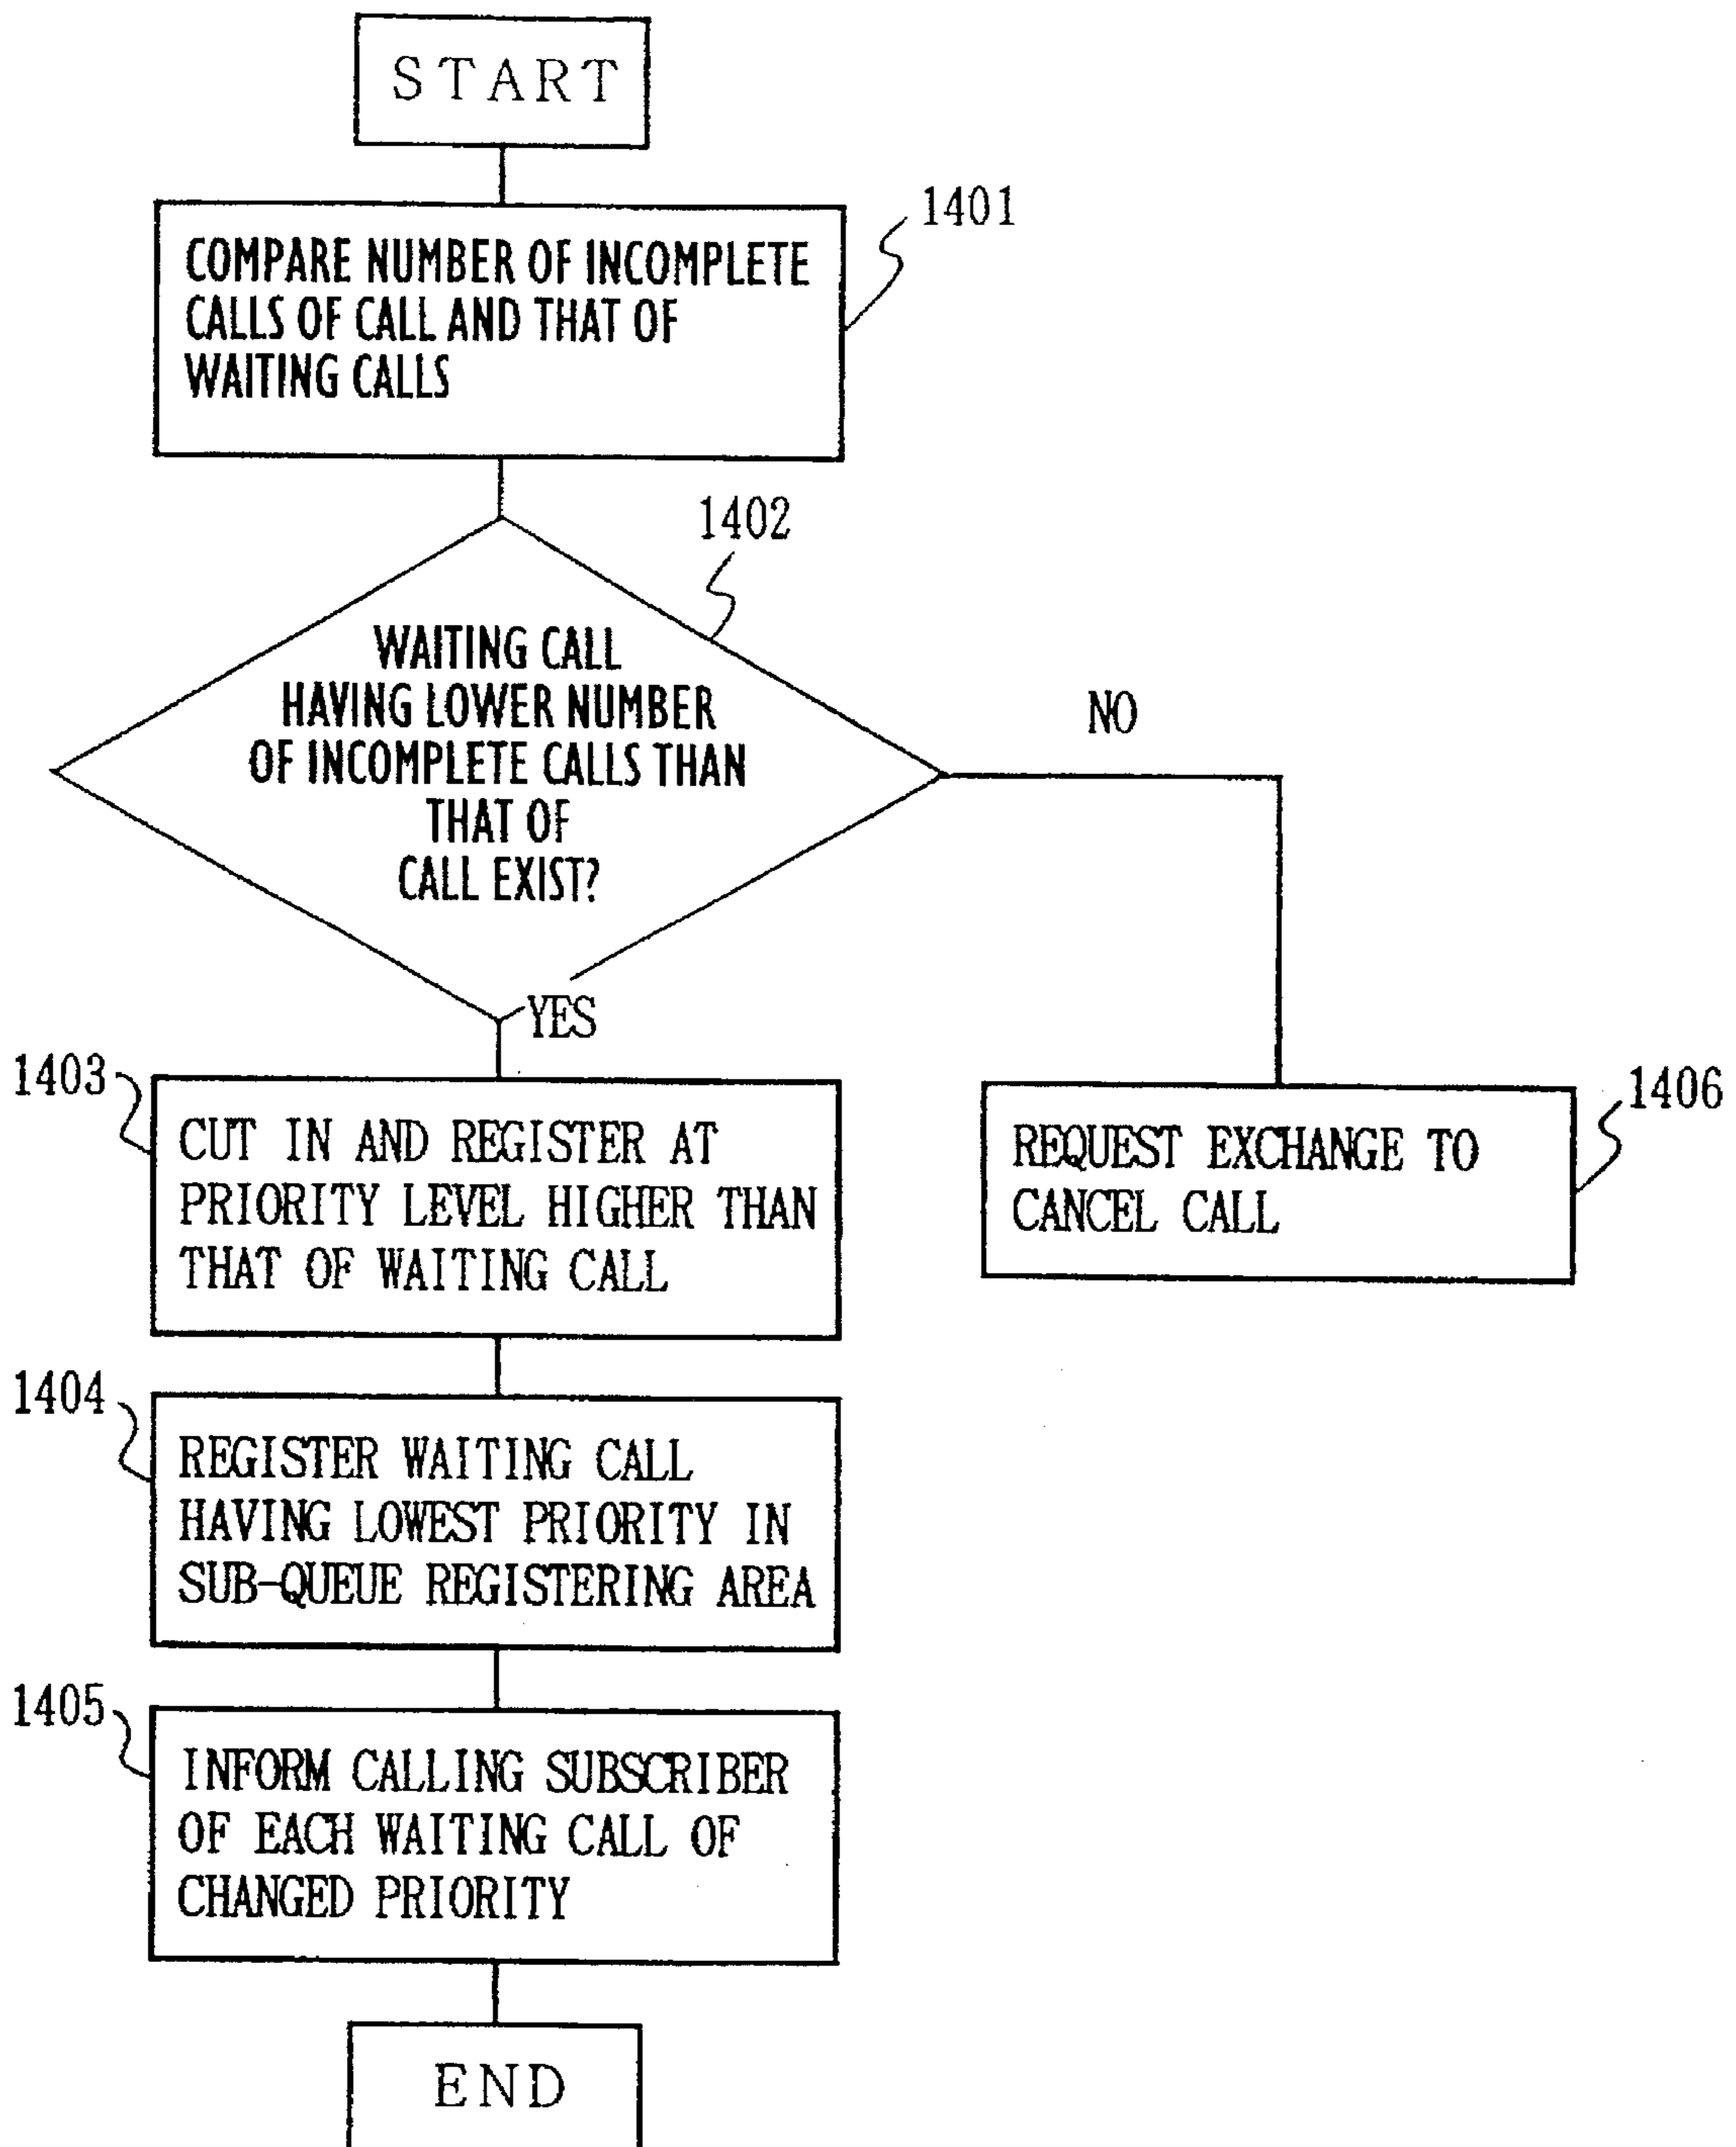 START
1401
COMPARE NUMBER OF INCOMPLETE
CALLS OF CALL AND THAT OF
WAITING CALLS
1402
WAITING CALL
HAVING LOWER NUMBER
OF INCOMPLETE CALLS THAN
THAT OF
CALL EXIST?
NO
YES
1403
CUT IN AND REGISTER AT
PRIORITY LEVEL HIGHER THAN
THAT OF WAITING CALL
1406
REQUEST EXCHANGE TO
CANCEL CALL
1404
REGISTER WAITING CALL
HAVING LOWEST PRIORITY IN
SUB-QUEUE REGISTERING AREA
1405
INFORM CALLING SUBSCRIBER
OF EACH WAITING CALL OF
CHANGED PRIORITY
END